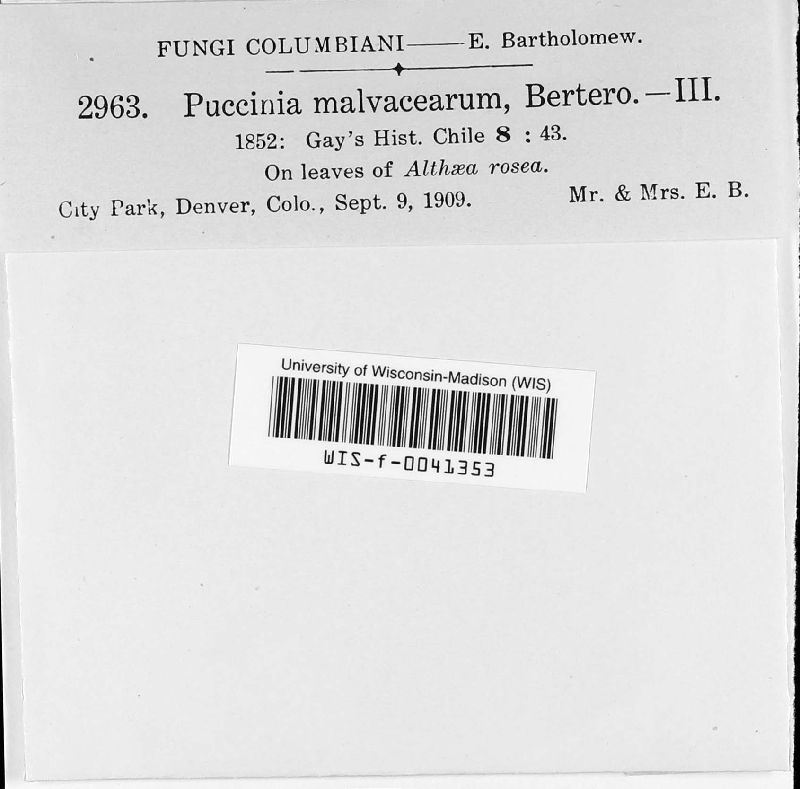 FUNGI COLUMBIANI—E. Bartholomew.
2963. Puccinia malvacearum, Bertero.—III.
1852: Gay's Hist. Chile 8 : 43.
On leaves of Althæa rosea.
City Park, Denver, Colo., Sept. 9, 1909. Mr. & Mrs. E. B.
University of Wisconsin-Madison (WIS)
WIS-f-0041353